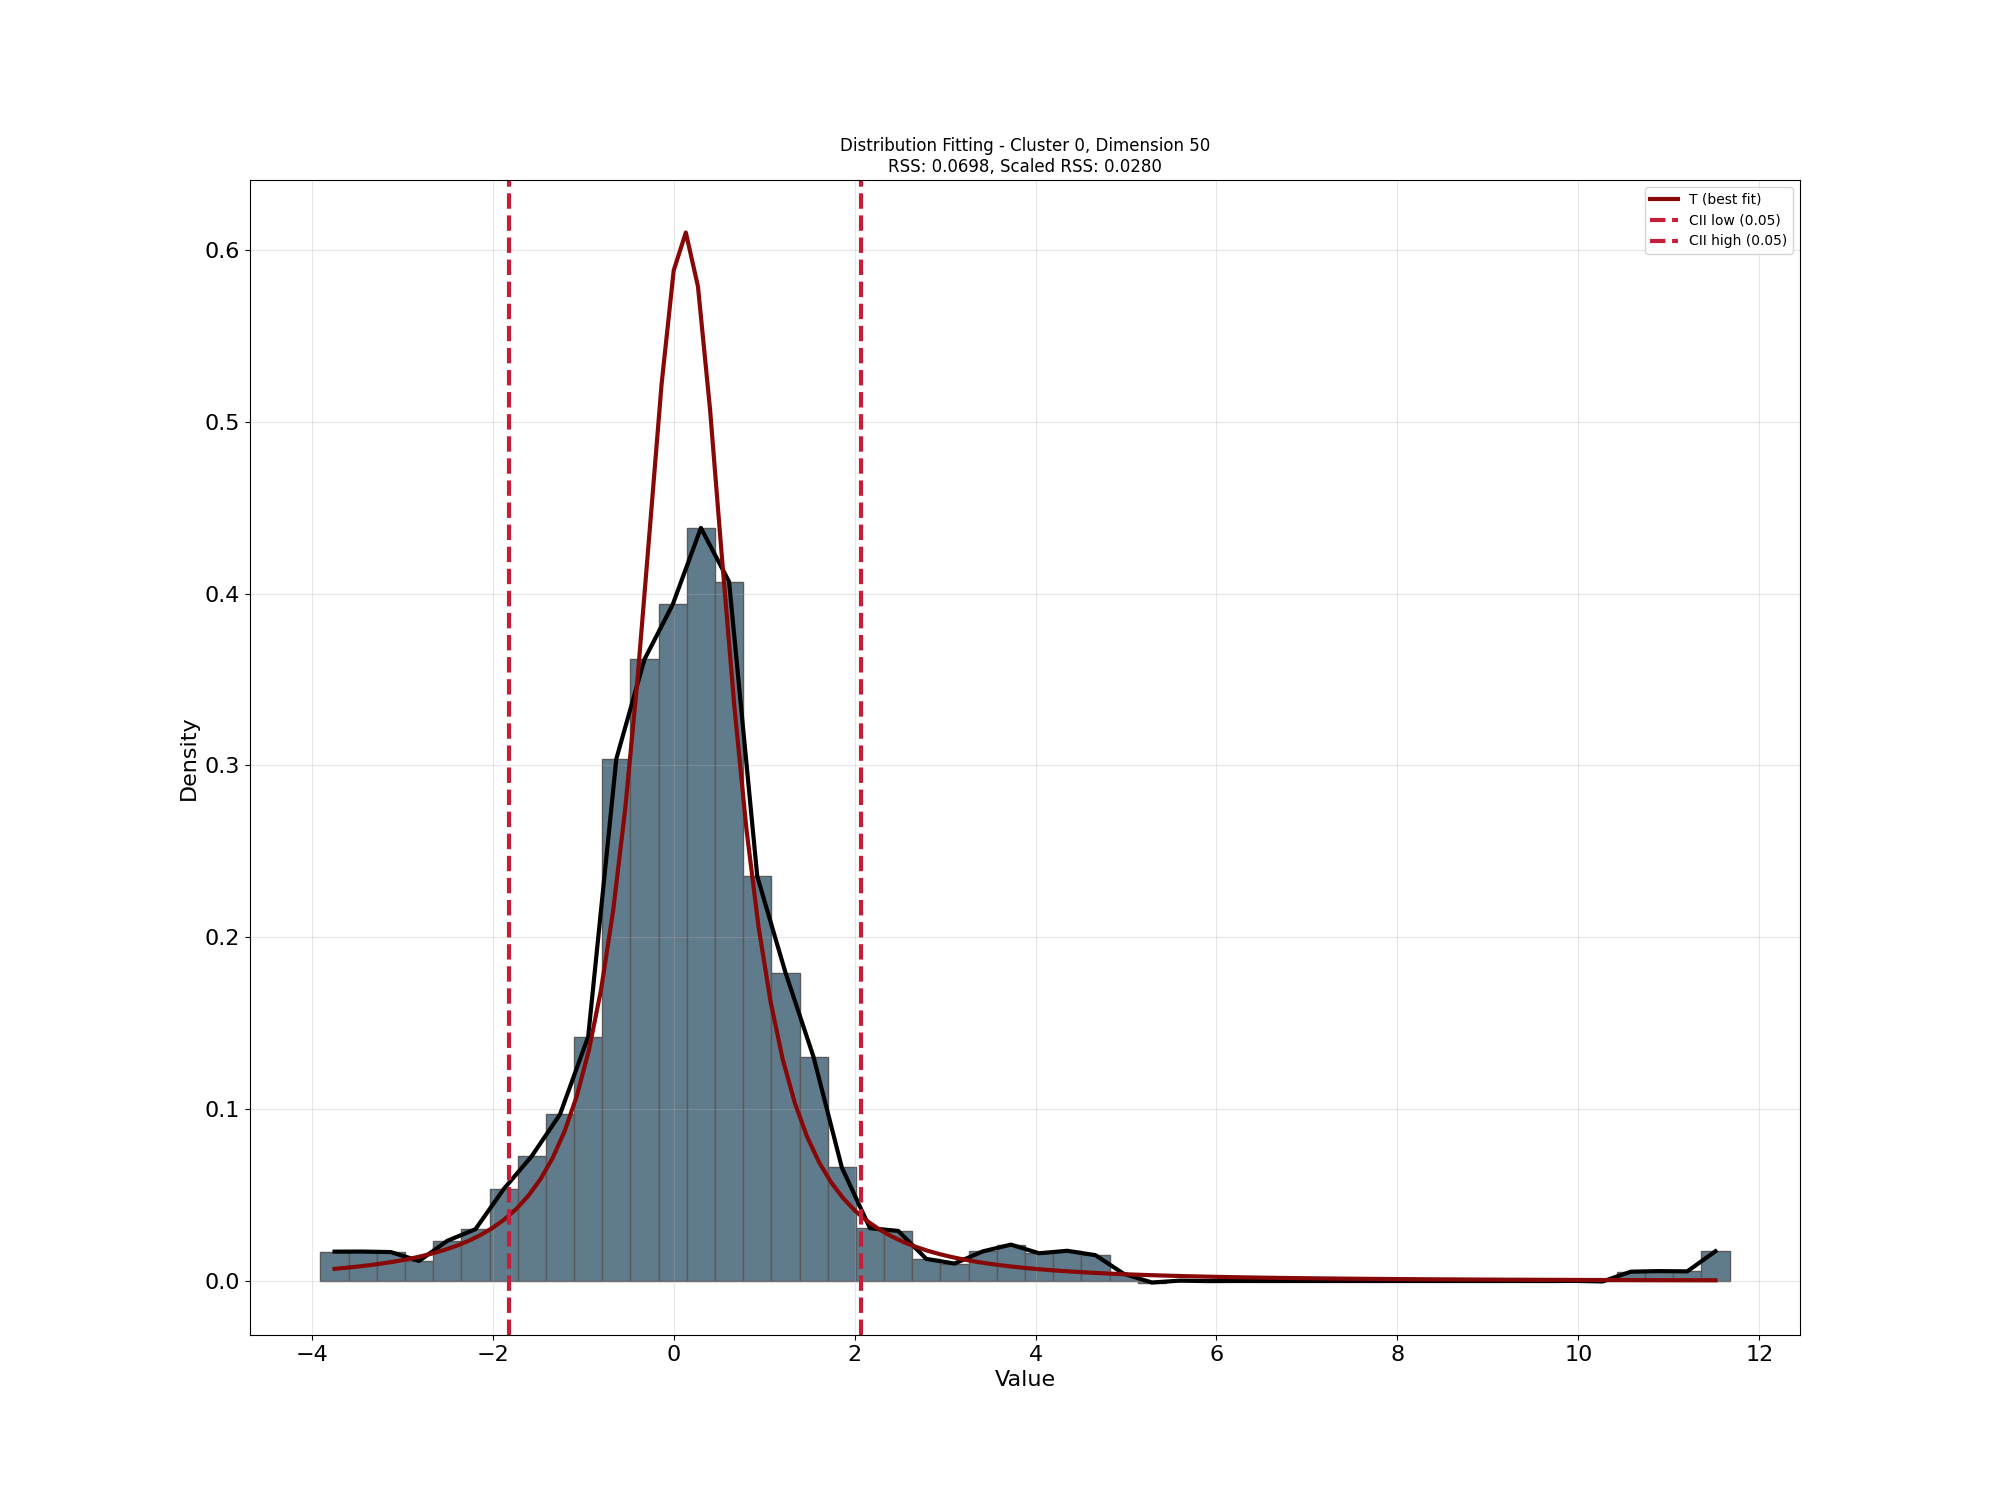 Distribution Fitting - Cluster 0, Dimension 50
RSS: 0.0698, Scaled RSS: 0.0280
T (best fit)
CII low (0.05)
CII high (0.05)
0.6
0.5
0.4
0.3
0.2
0.1
0.0
Density
−4
−2
0
2
4
6
8
10
12
Value